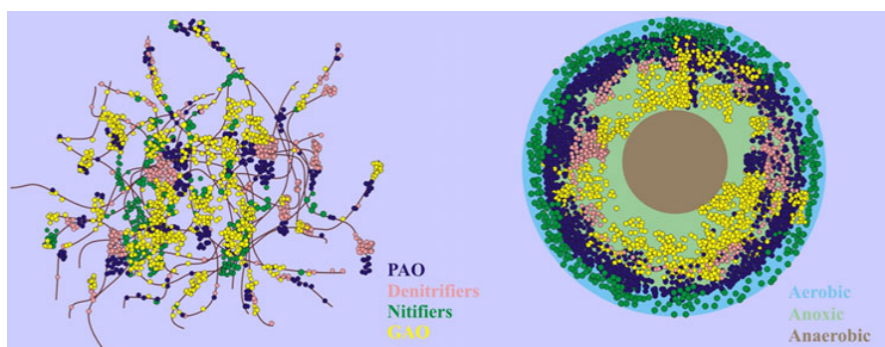 PAO
Denitrifiers
Nitifiers
GAO
Aerobic
Anoxic
Anaerobic